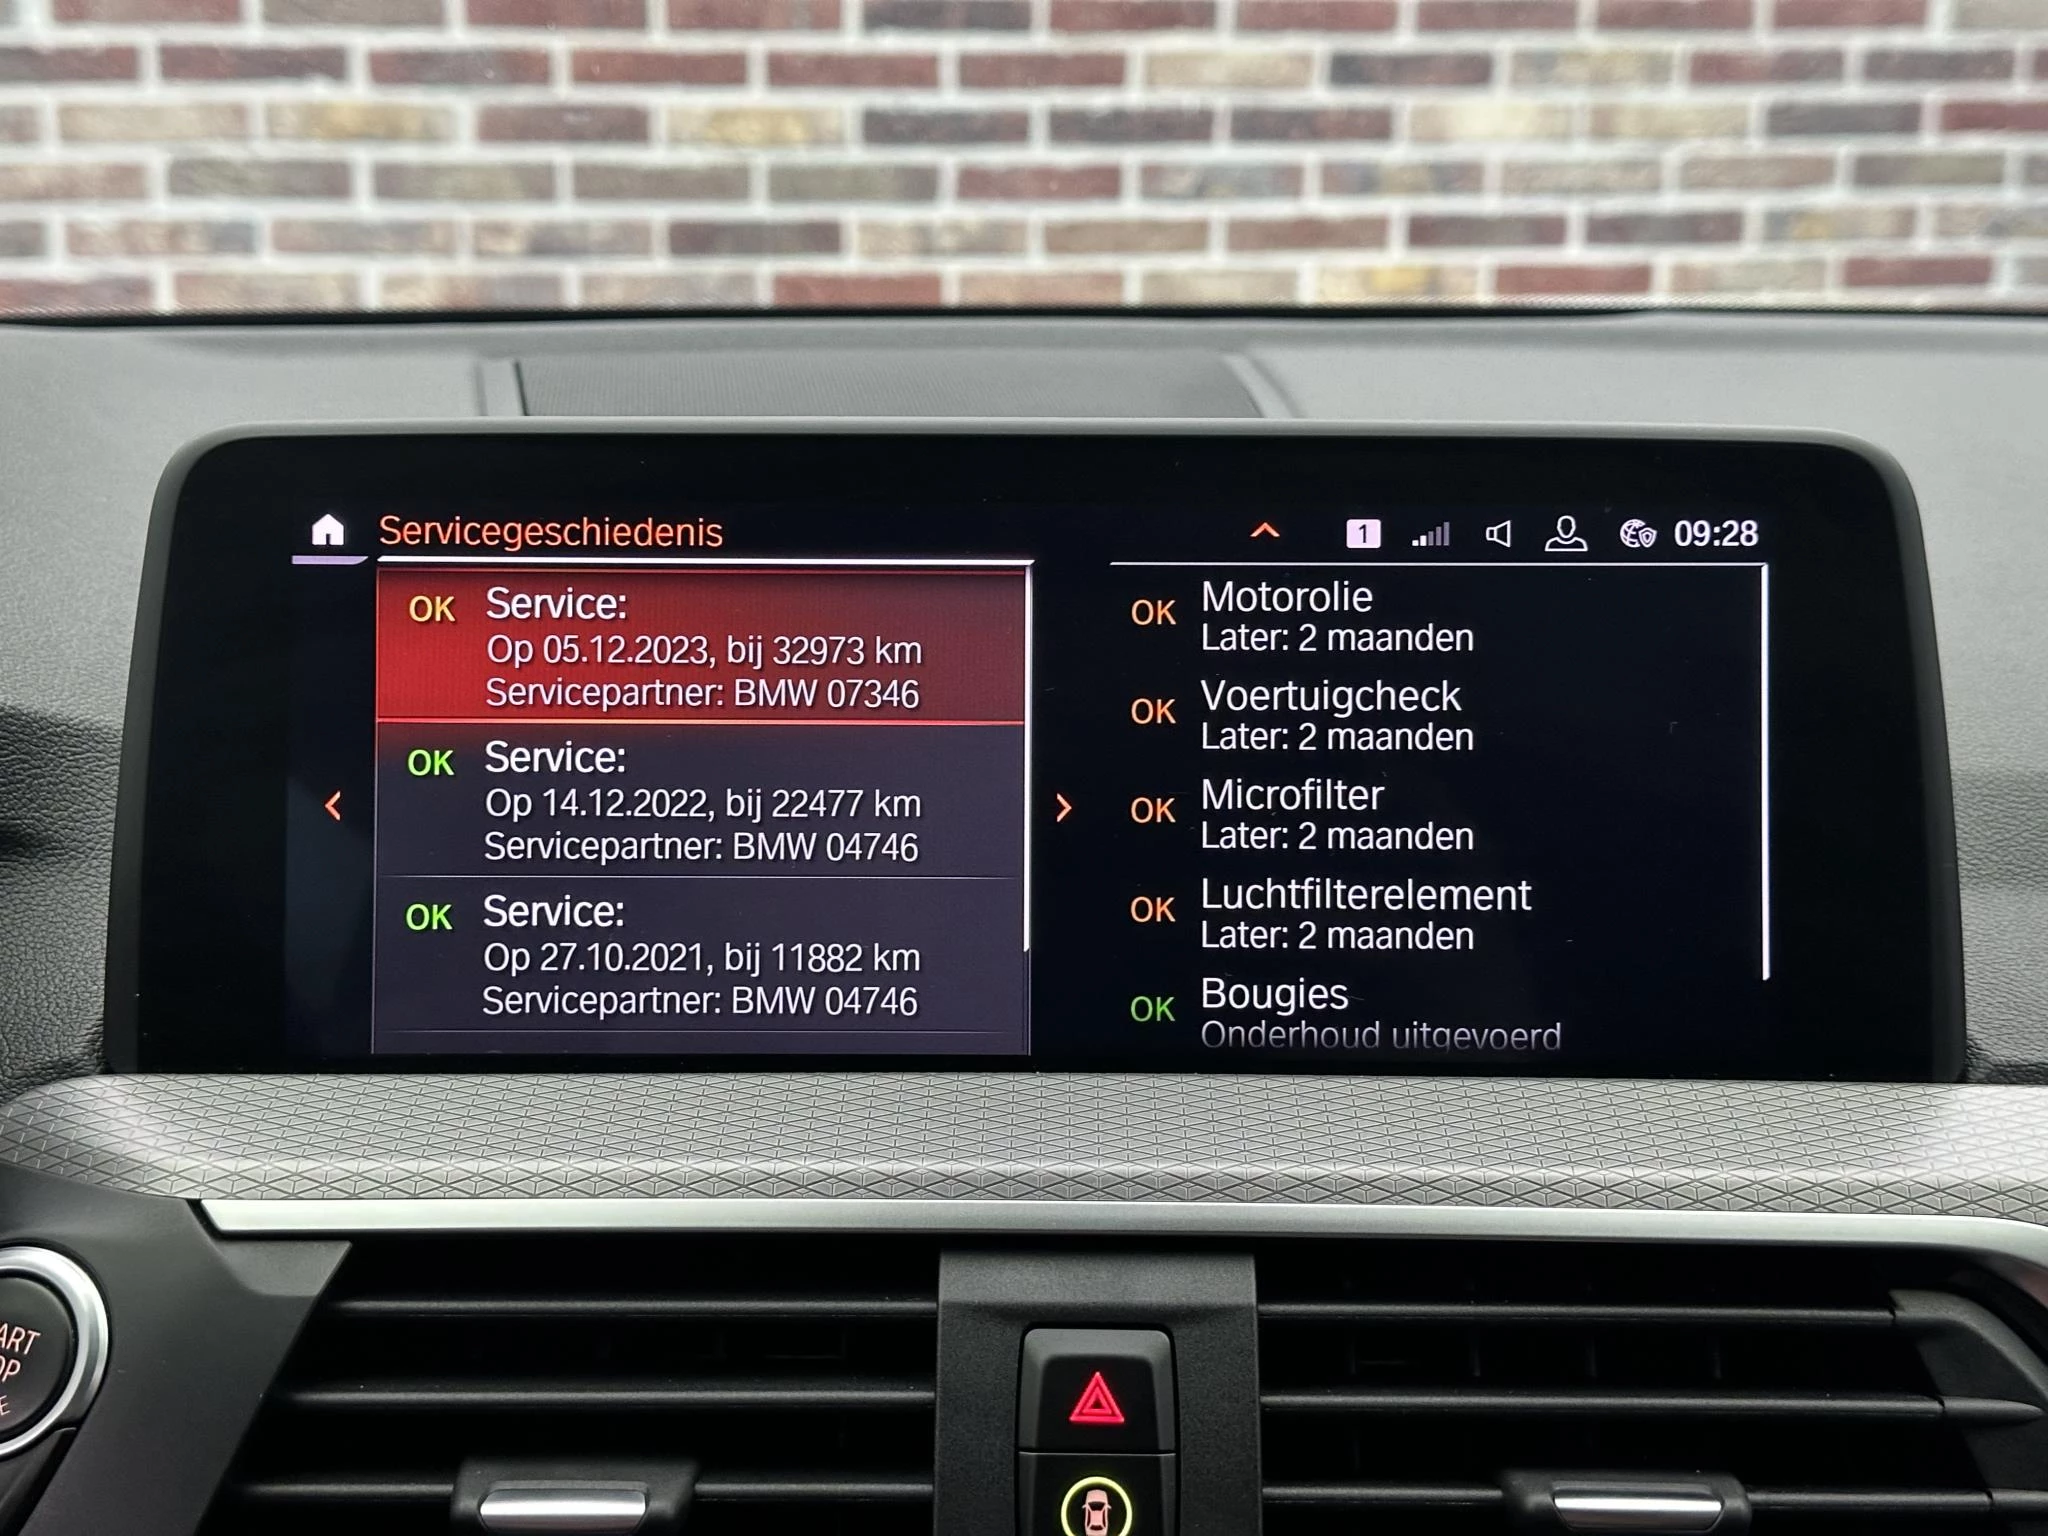 Servicegeschiedenis
1
09:28
OK Service:
Op 05.12.2023, bij 32973 km
Servicepartner: BMW 07346
OK Service:
Op 14.12.2022, bij 22477 km
Servicepartner: BMW 04746
OK Service:
Op 27.10.2021, bij 11882 km
Servicepartner: BMW 04746
OK Motorolie
Later: 2 maanden
OK Voertuigcheck
Later: 2 maanden
OK Microfilter
Later: 2 maanden
OK Luchtfilterelement
Later: 2 maanden
OK Bougies
Onderhoud uitgevoerd